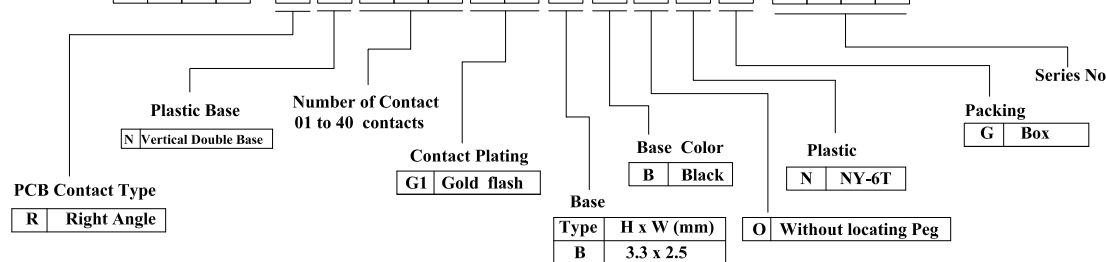 Series No
Plastic Base
N Vertical Double Base
Number of Contact
01 to 40 contacts
Packing
G Box
Contact Plating
G1 Gold flash
Base Color
B Black
Plastic
N NY-6T
PCB Contact Type
R Right Angle
Base
Type H x W (mm)
B 3.3 x 2.5
O Without locating Peg